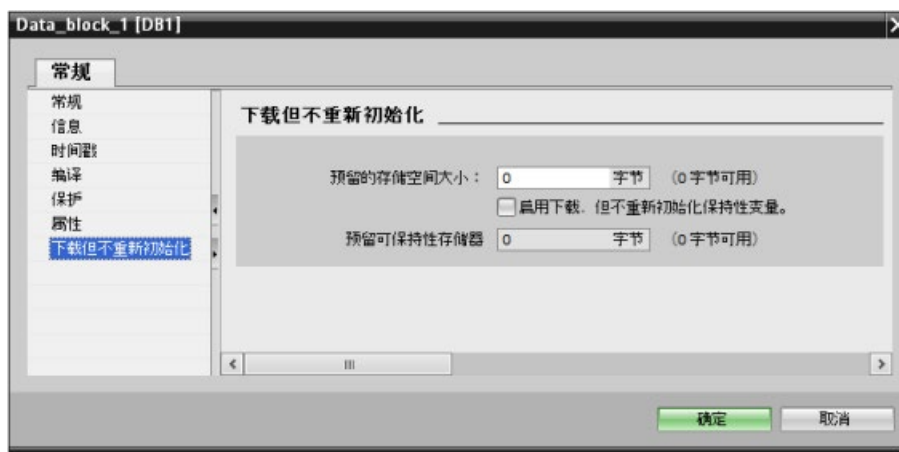 Data_block_1 [DB1]
常规
常规
信息
时间戳
编译
保护
属性
下载但不重新初始化
下载但不重新初始化
预留的存储空间大小： 0 字节 （0 字节可用）
启用下载，但不重新初始化保持性变量。
预留可保持性存储器 0 字节 （0 字节可用）
确定 取消